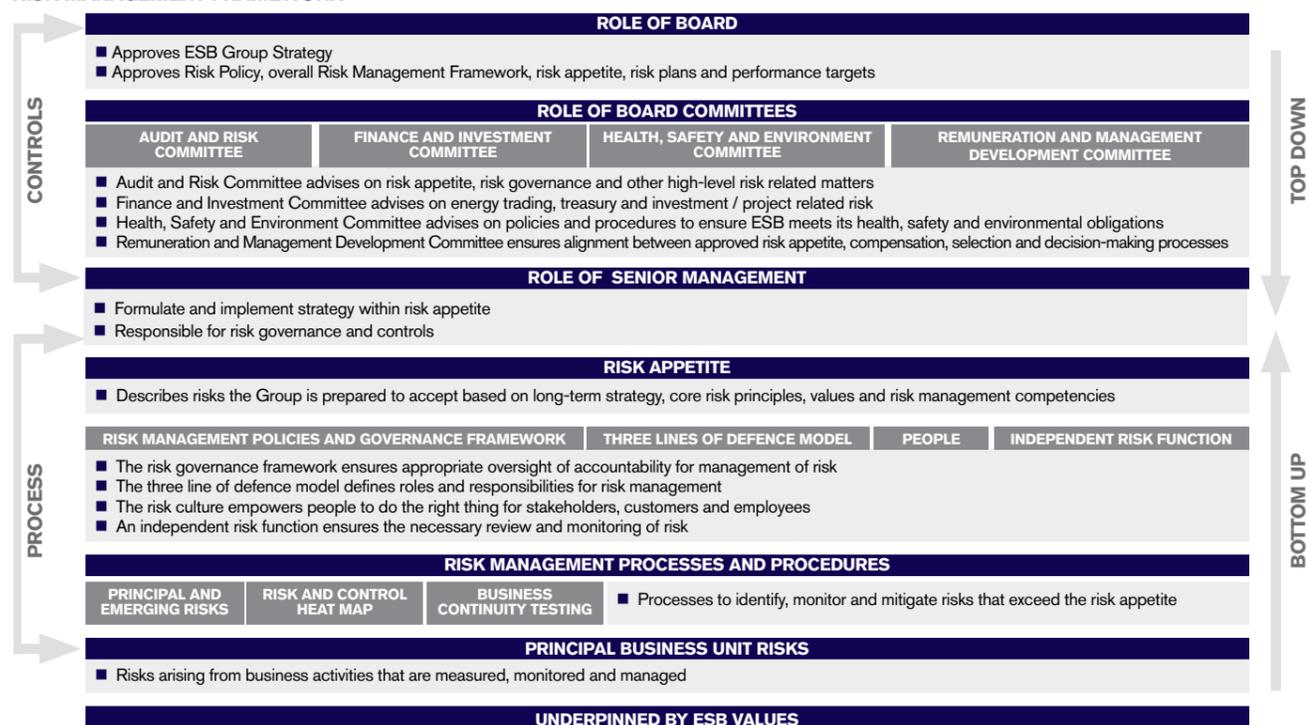 ROLE OF BOARD
■ Approves ESB Group Strategy
■ Approves Risk Policy, overall Risk Management Framework, risk appetite, risk plans and performance targets
CONTROLS
TOP DOWN
ROLE OF BOARD COMMITTEES
AUDIT AND RISK
COMMITTEE
FINANCE AND INVESTMENT
COMMITTEE
HEALTH, SAFETY AND ENVIRONMENT
COMMITTEE
REMUNERATION AND MANAGEMENT
DEVELOPMENT COMMITTEE
■ Audit and Risk Committee advises on risk appetite, risk governance and other high-level risk related matters
■ Finance and Investment Committee advises on energy trading, treasury and investment / project related risk
■ Health, Safety and Environment Committee advises on policies and procedures to ensure ESB meets its health, safety and environmental obligations
■ Remuneration and Management Development Committee ensures alignment between approved risk appetite, compensation, selection and decision-making processes
ROLE OF SENIOR MANAGEMENT
■ Formulate and implement strategy within risk appetite
■ Responsible for risk governance and controls
RISK APPETITE
■ Describes risks the Group is prepared to accept based on long-term strategy, core risk principles, values and risk management competencies
RISK MANAGEMENT POLICIES AND GOVERNANCE FRAMEWORK
THREE LINES OF DEFENCE MODEL
PEOPLE
INDEPENDENT RISK FUNCTION
■ The risk governance framework ensures appropriate oversight of accountability for management of risk
■ The three line of defence model defines roles and responsibilities for risk management
■ The risk culture empowers people to do the right thing for stakeholders, customers and employees
■ An independent risk function ensures the necessary review and monitoring of risk
PROCESS
BOTTOM UP
RISK MANAGEMENT PROCESSES AND PROCEDURES
PRINCIPAL AND
EMERGING RISKS
RISK AND CONTROL
HEAT MAP
BUSINESS
CONTINUITY TESTING
■ Processes to identify, monitor and mitigate risks that exceed the risk appetite
PRINCIPAL BUSINESS UNIT RISKS
■ Risks arising from business activities that are measured, monitored and managed
UNDERPINNED BY ESB VALUES